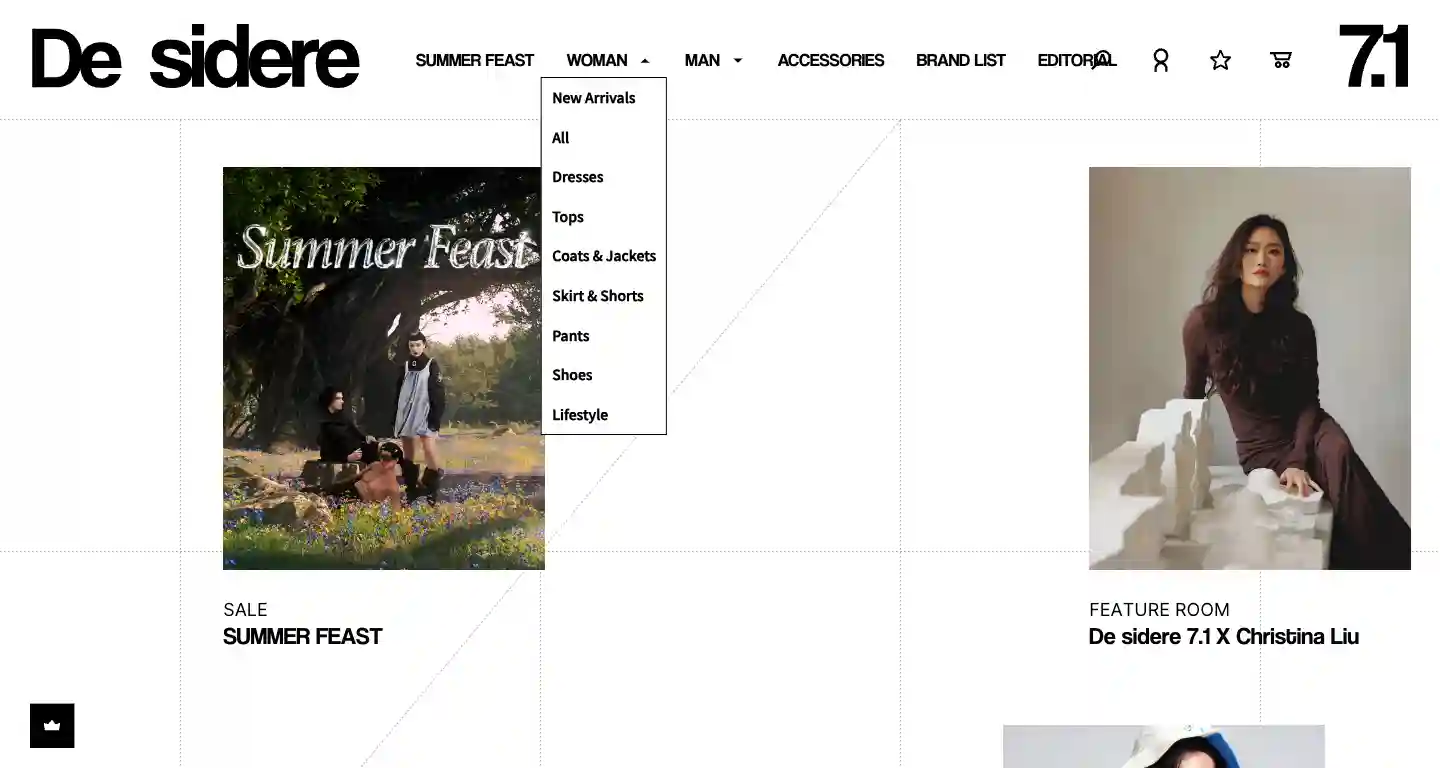 De sidere
SUMMER FEAST
WOMAN
MAN
ACCESSORIES
BRAND LIST
EDITORIAL
7.1
New Arrivals
All
Dresses
Tops
Coats & Jackets
Skirt & Shorts
Pants
Shoes
Lifestyle
Summer Feast
SALE
SUMMER FEAST
FEATURE ROOM
De sidere 7.1 X Christina Liu